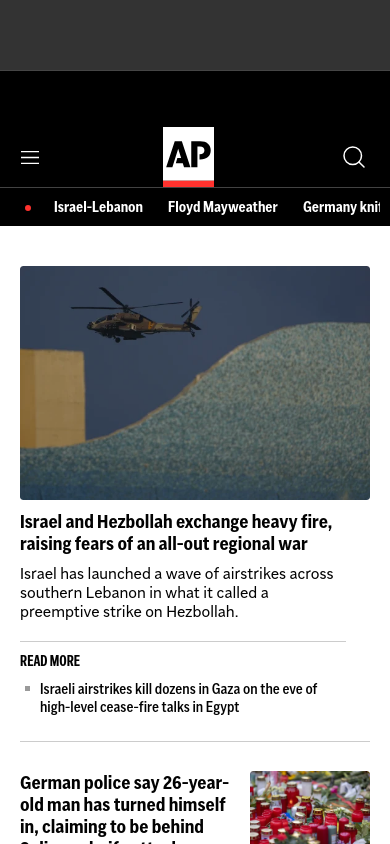 AP
Israel-Lebanon Floyd Mayweather Germany
Israel and Hezbollah exchange heavy fire,
raising fears of an all-out regional war
Israel has launched a wave of airstrikes across
southern Lebanon in what it called a
preemptive strike on Hezbollah.
READ MORE
Israeli airstrikes kill dozens in Gaza on the eve of
high-level cease-fire talks in Egypt
German police say 26-year-
old man has turned himself
in, claiming to be behind